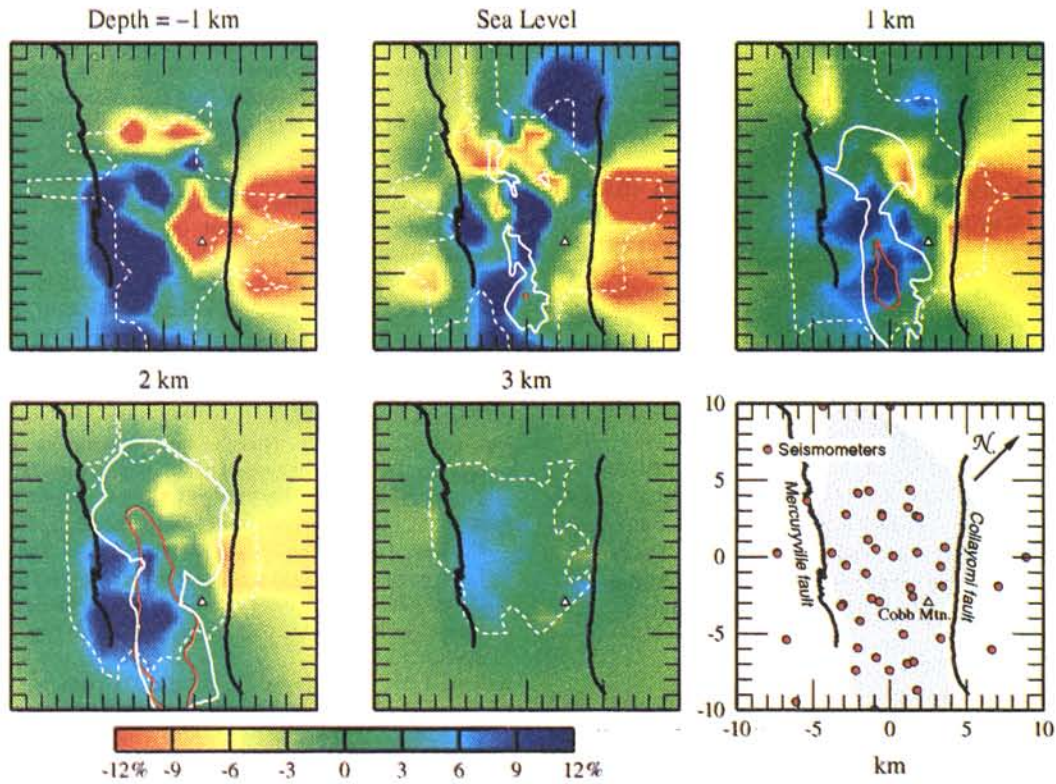 Depth = −1 km
Sea Level
1 km
2 km
3 km
10
5
0
-5
-10
N.
Seismometers
Mercuryville fault
Collayomi fault
Cobb Mtn.
-10 -5 0 5 10
km
-12% -9 -6 -3 0 3 6 9 12%